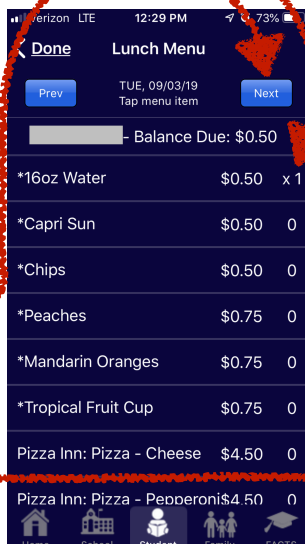 verizon LTE 12:29 PM 73%
Done Lunch Menu
Prev TUE, 09/03/19 Next
Tap menu item
- Balance Due: $0.50
*16oz Water $0.50 x 1
*Capri Sun $0.50 0
*Chips $0.50 0
*Peaches $0.75 0
*Mandarin Oranges $0.75 0
*Tropical Fruit Cup $0.75 0
Pizza Inn: Pizza - Cheese $4.50 0
Pizza Inn: Pizza - Pepperoni $4.50 0
Home School Student Family FACTS